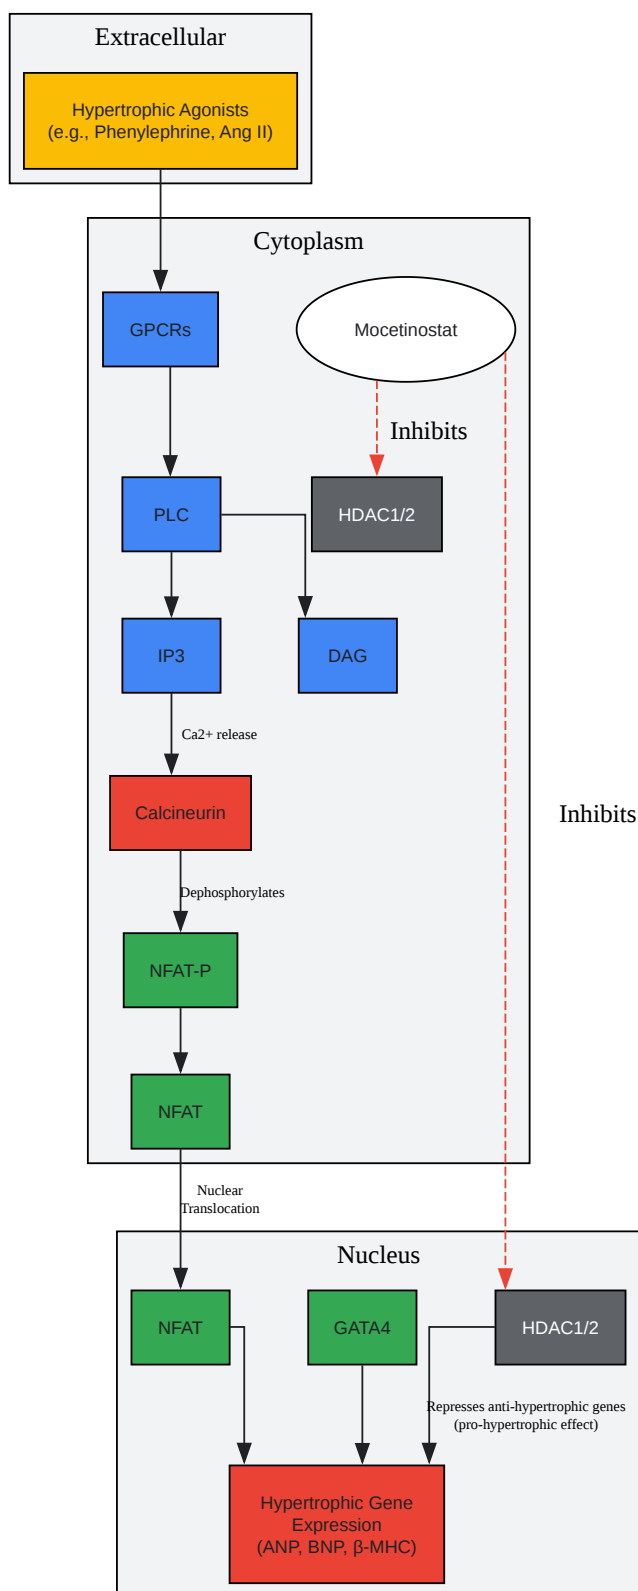 Extracellular
Hypertrophic Agonists
(e.g., Phenylephrine, Ang II)
Cytoplasm
GPCRs
Mocetinostat
Inhibits
PLC
HDAC1/2
IP3
DAG
Ca2+ release
Calcineurin
Inhibits
Dephosphorylates
NFAT-P
NFAT
Nuclear
Translocation
Nucleus
NFAT
GATA4
HDAC1/2
Represses anti-hypertrophic genes
(pro-hypertrophic effect)
Hypertrophic Gene
Expression
(ANP, BNP, β-MHC)